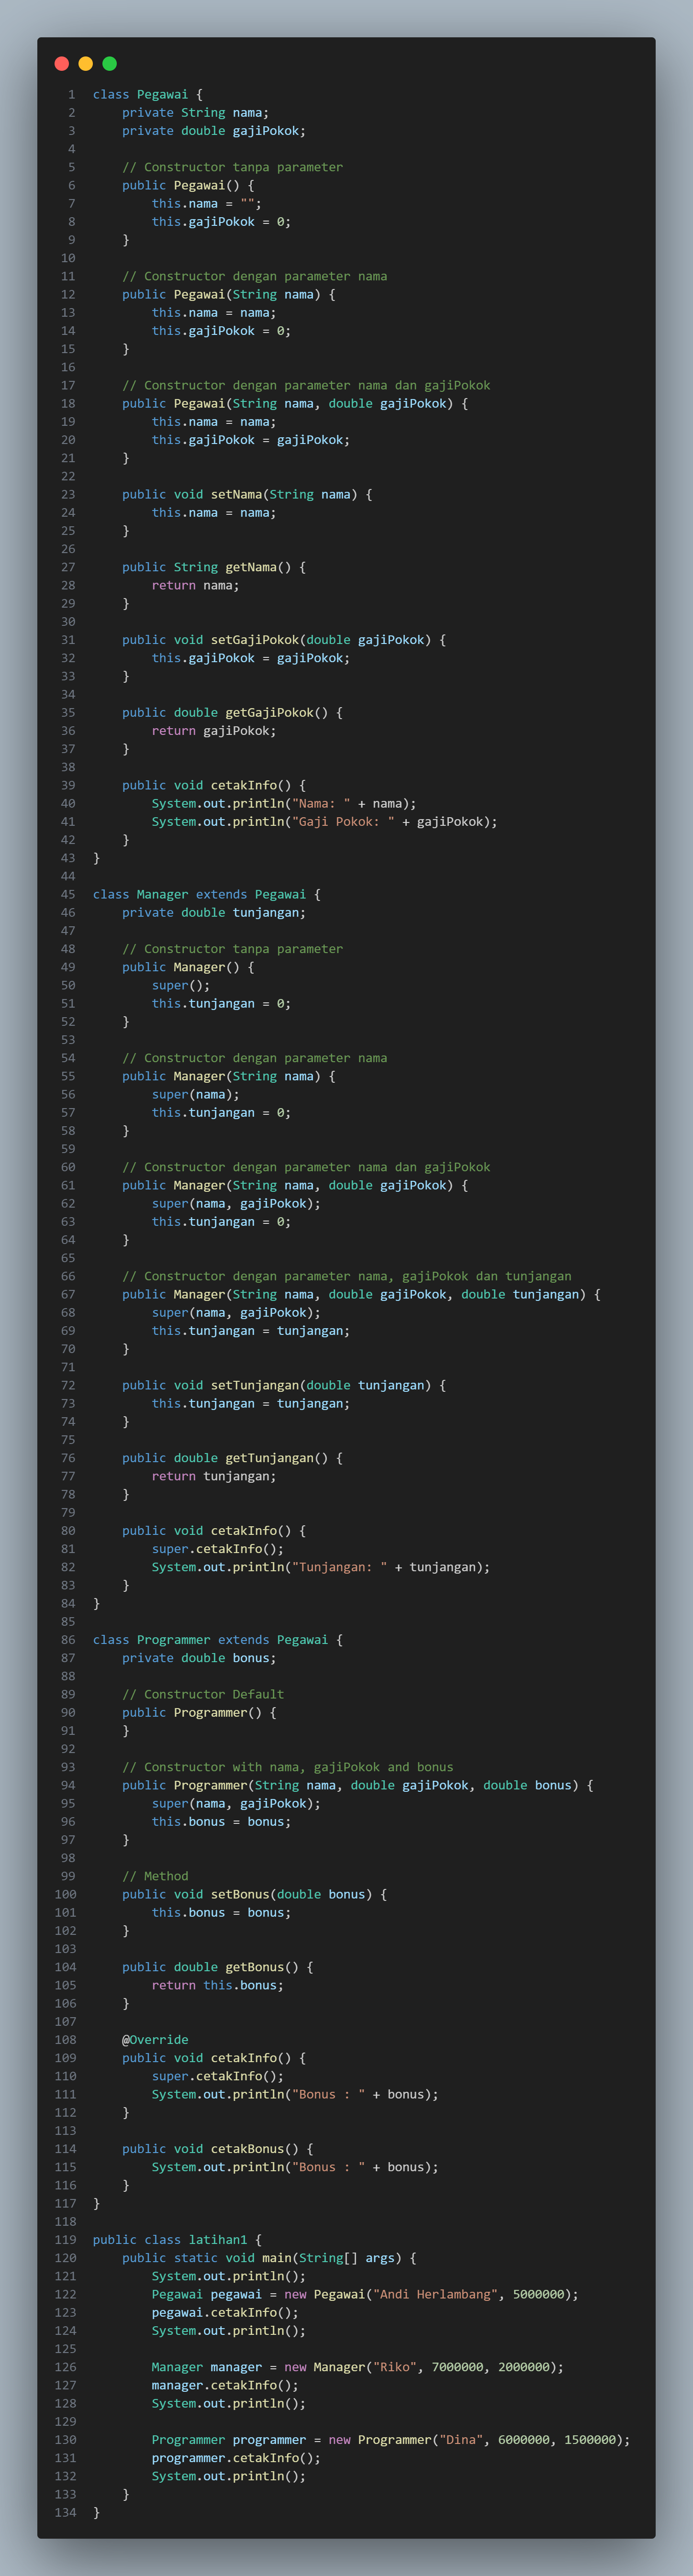 1 class Pegawai {
2     private String nama;
3     private double gajiPokok;
4
5     // Constructor tanpa parameter
6     public Pegawai() {
7         this.nama = "";
8         this.gajiPokok = 0;
9     }
10
11     // Constructor dengan parameter nama
12     public Pegawai(String nama) {
13         this.nama = nama;
14         this.gajiPokok = 0;
15     }
16
17     // Constructor dengan parameter nama dan gajiPokok
18     public Pegawai(String nama, double gajiPokok) {
19         this.nama = nama;
20         this.gajiPokok = gajiPokok;
21     }
22
23     public void setNama(String nama) {
24         this.nama = nama;
25     }
26
27     public String getNama() {
28         return nama;
29     }
30
31     public void setGajiPokok(double gajiPokok) {
32         this.gajiPokok = gajiPokok;
33     }
34
35     public double getGajiPokok() {
36         return gajiPokok;
37     }
38
39     public void cetakInfo() {
40         System.out.println("Nama: " + nama);
41         System.out.println("Gaji Pokok: " + gajiPokok);
42     }
43 }
44
45 class Manager extends Pegawai {
46     private double tunjangan;
47
48     // Constructor tanpa parameter
49     public Manager() {
50         super();
51         this.tunjangan = 0;
52     }
53
54     // Constructor dengan parameter nama
55     public Manager(String nama) {
56         super(nama);
57         this.tunjangan = 0;
58     }
59
60     // Constructor dengan parameter nama dan gajiPokok
61     public Manager(String nama, double gajiPokok) {
62         super(nama, gajiPokok);
63         this.tunjangan = 0;
64     }
65
66     // Constructor dengan parameter nama, gajiPokok dan tunjangan
67     public Manager(String nama, double gajiPokok, double tunjangan) {
68         super(nama, gajiPokok);
69         this.tunjangan = tunjangan;
70     }
71
72     public void setTunjangan(double tunjangan) {
73         this.tunjangan = tunjangan;
74     }
75
76     public double getTunjangan() {
77         return tunjangan;
78     }
79
80     public void cetakInfo() {
81         super.cetakInfo();
82         System.out.println("Tunjangan: " + tunjangan);
83     }
84 }
85
86 class Programmer extends Pegawai {
87     private double bonus;
88
89     // Constructor Default
90     public Programmer() {
91     }
92
93     // Constructor with nama, gajiPokok and bonus
94     public Programmer(String nama, double gajiPokok, double bonus) {
95         super(nama, gajiPokok);
96         this.bonus = bonus;
97     }
98
99     // Method
100     public void setBonus(double bonus) {
101         this.bonus = bonus;
102     }
103
104     public double getBonus() {
105         return this.bonus;
106     }
107
108     @Override
109     public void cetakInfo() {
110         super.cetakInfo();
111         System.out.println("Bonus : " + bonus);
112     }
113
114     public void cetakBonus() {
115         System.out.println("Bonus : " + bonus);
116     }
117 }
118
119 public class latihan1 {
120     public static void main(String[] args) {
121         System.out.println();
122         Pegawai pegawai = new Pegawai("Andi Herlambang", 5000000);
123         pegawai.cetakInfo();
124         System.out.println();
125
126         Manager manager = new Manager("Riko", 7000000, 2000000);
127         manager.cetakInfo();
128         System.out.println();
129
130         Programmer programmer = new Programmer("Dina", 6000000, 1500000);
131         programmer.cetakInfo();
132         System.out.println();
133     }
134 }